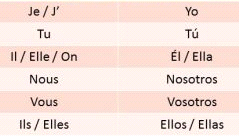 Je / J’ Yo
Tu Tú
Il / Elle / On Él / Ella
Nous Nosotros
Vous Vosotros
Ils / Elles Ellos / Ellas